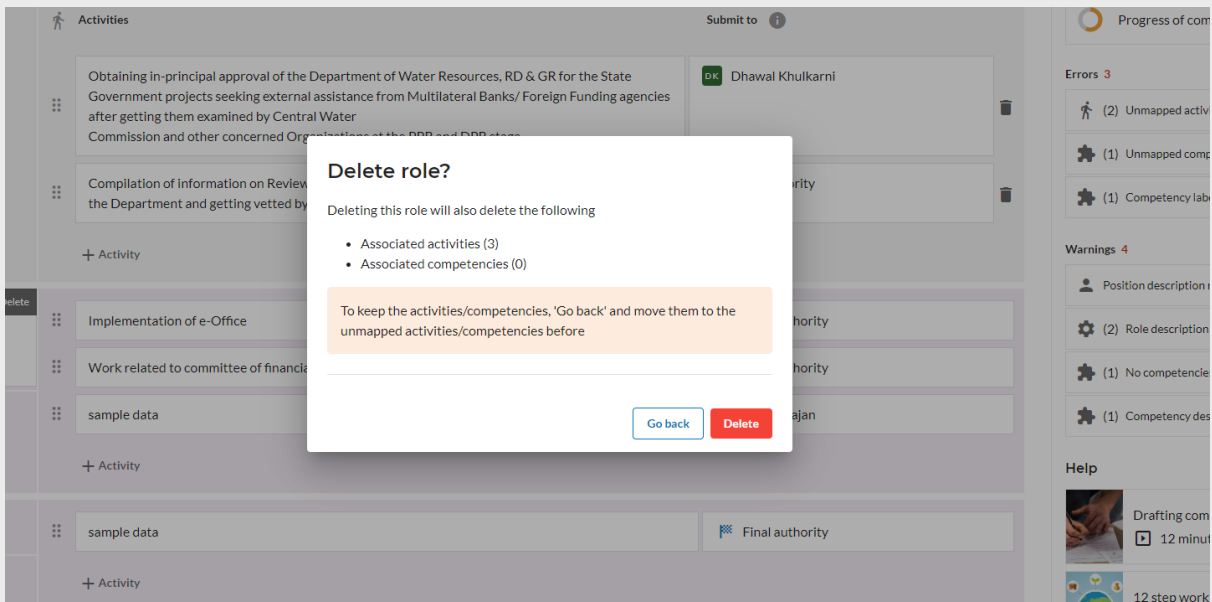 Activities
Submit to
Obtaining in-principal approval of the Department of Water Resources, RD & GR for the State
Government projects seeking external assistance from Multilateral Banks/ Foreign Funding agencies
after getting them examined by Central Water
Commission and other concerned Organizations at the PPR and DPR stage
DK Dhawal Khulkarni
Compilation of information on Review
the Department and getting vetted by
Activity
Delete role?
Deleting this role will also delete the following
Associated activities (3)
Associated competencies (0)
To keep the activities/competencies, 'Go back' and move them to the
unmapped activities/competencies before
Go back
Delete
Implementation of e-Office
Work related to committee of financia
sample data
Activity
sample data
Final authority
Activity
Progress of com
Errors 3
(2) Unmapped activi
(1) Unmapped comp
(1) Competency labe
Warnings 4
Position description
(2) Role description
(1) No competencie
(1) Competency des
Help
Drafting com
12 minut
12 step work